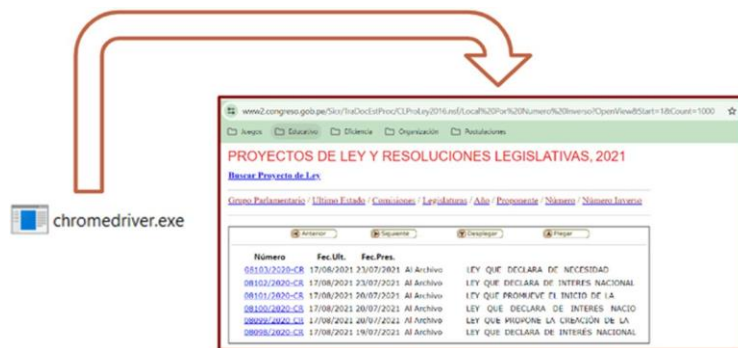 www2.congreso.gob.pe/Sicr/TraDocEstProc/CLProLey2016.nsf/Local%20Por%20Numero%20Inverso?OpenView&Start=1&Count=1000
Juegos Educativo Eficiencia Organización Postulaciones
PROYECTOS DE LEY Y RESOLUCIONES LEGISLATIVAS, 2021
Buscar Proyecto de Ley
Grupo Parlamentario / Ultimo Estado / Comisiones / Legislaturas / Año / Proponente / Número / Número Inverso
chromedriver.exe
Anterior Siguiente Desplegar Plegar
Número Fec.Ult. Fec.Pres.
08103/2020-CR 17/08/2021 23/07/2021 Al Archivo LEY QUE DECLARA DE NECESIDAD
08102/2020-CR 17/08/2021 23/07/2021 Al Archivo LEY QUE DECLARA DE INTERES NACIONAL
08101/2020-CR 17/08/2021 20/07/2021 Al Archivo LEY QUE PROMUEVE EL INICIO DE LA
08100/2020-CR 17/08/2021 20/07/2021 Al Archivo LEY QUE DECLARA DE INTERES NACIO
08099/2020-CR 17/08/2021 20/07/2021 Al Archivo LEY QUE PROPONE LA CREACIÓN DE LA
08098/2020-CR 17/08/2021 19/07/2021 Al Archivo LEY QUE DECLARA DE INTERÉS NACIONAL